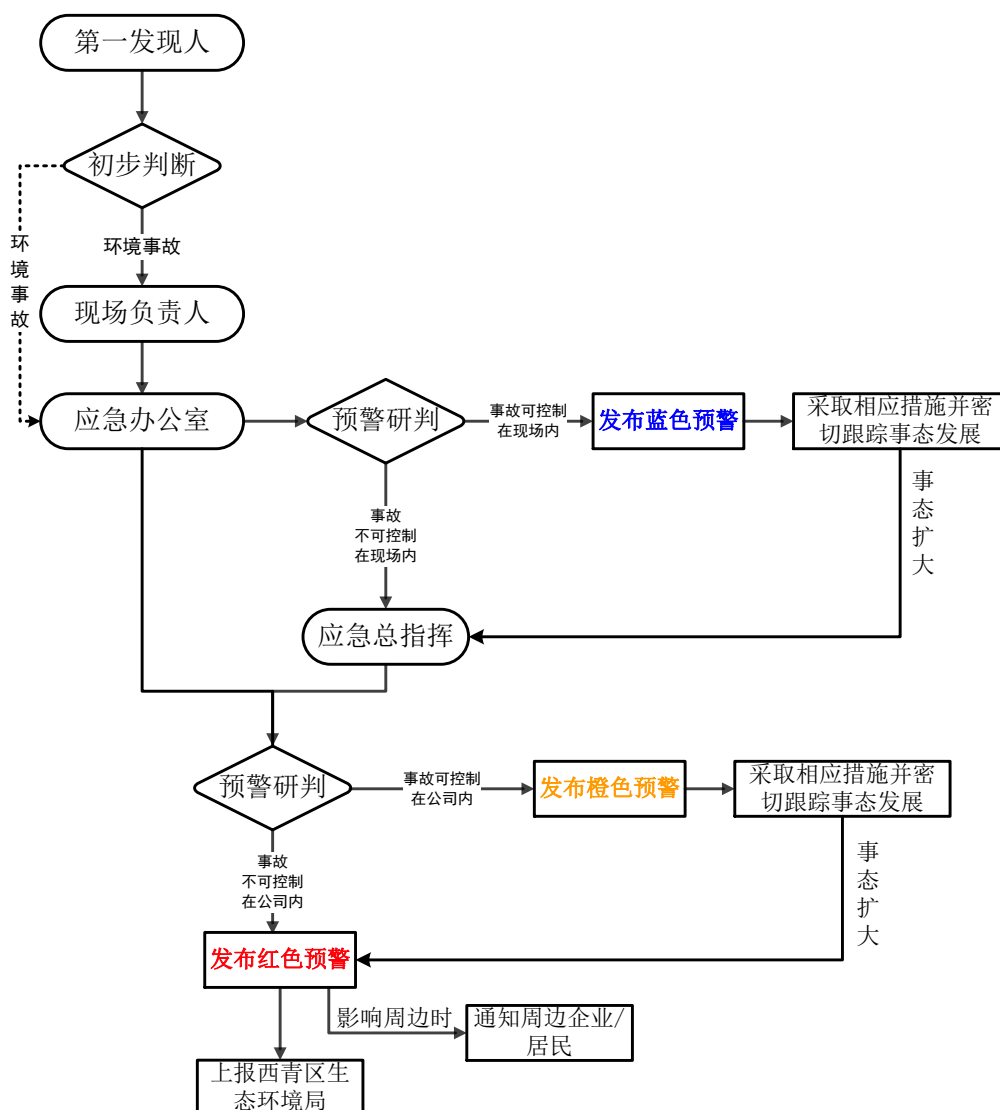 第一发现人
初步判断
环境事故
环境事故
现场负责人
应急办公室
预警研判
事故可控制
在现场内
发布蓝色预警
采取相应措施并密
切跟踪事态发展
事态扩大
事故
不可控制
在现场内
应急总指挥
预警研判
事故可控制
在公司内
发布橙色预警
采取相应措施并密
切跟踪事态发展
事态扩大
事故
不可控制
在公司内
发布红色预警
影响周边时
通知周边企业/
居民
上报西青区生
态环境局